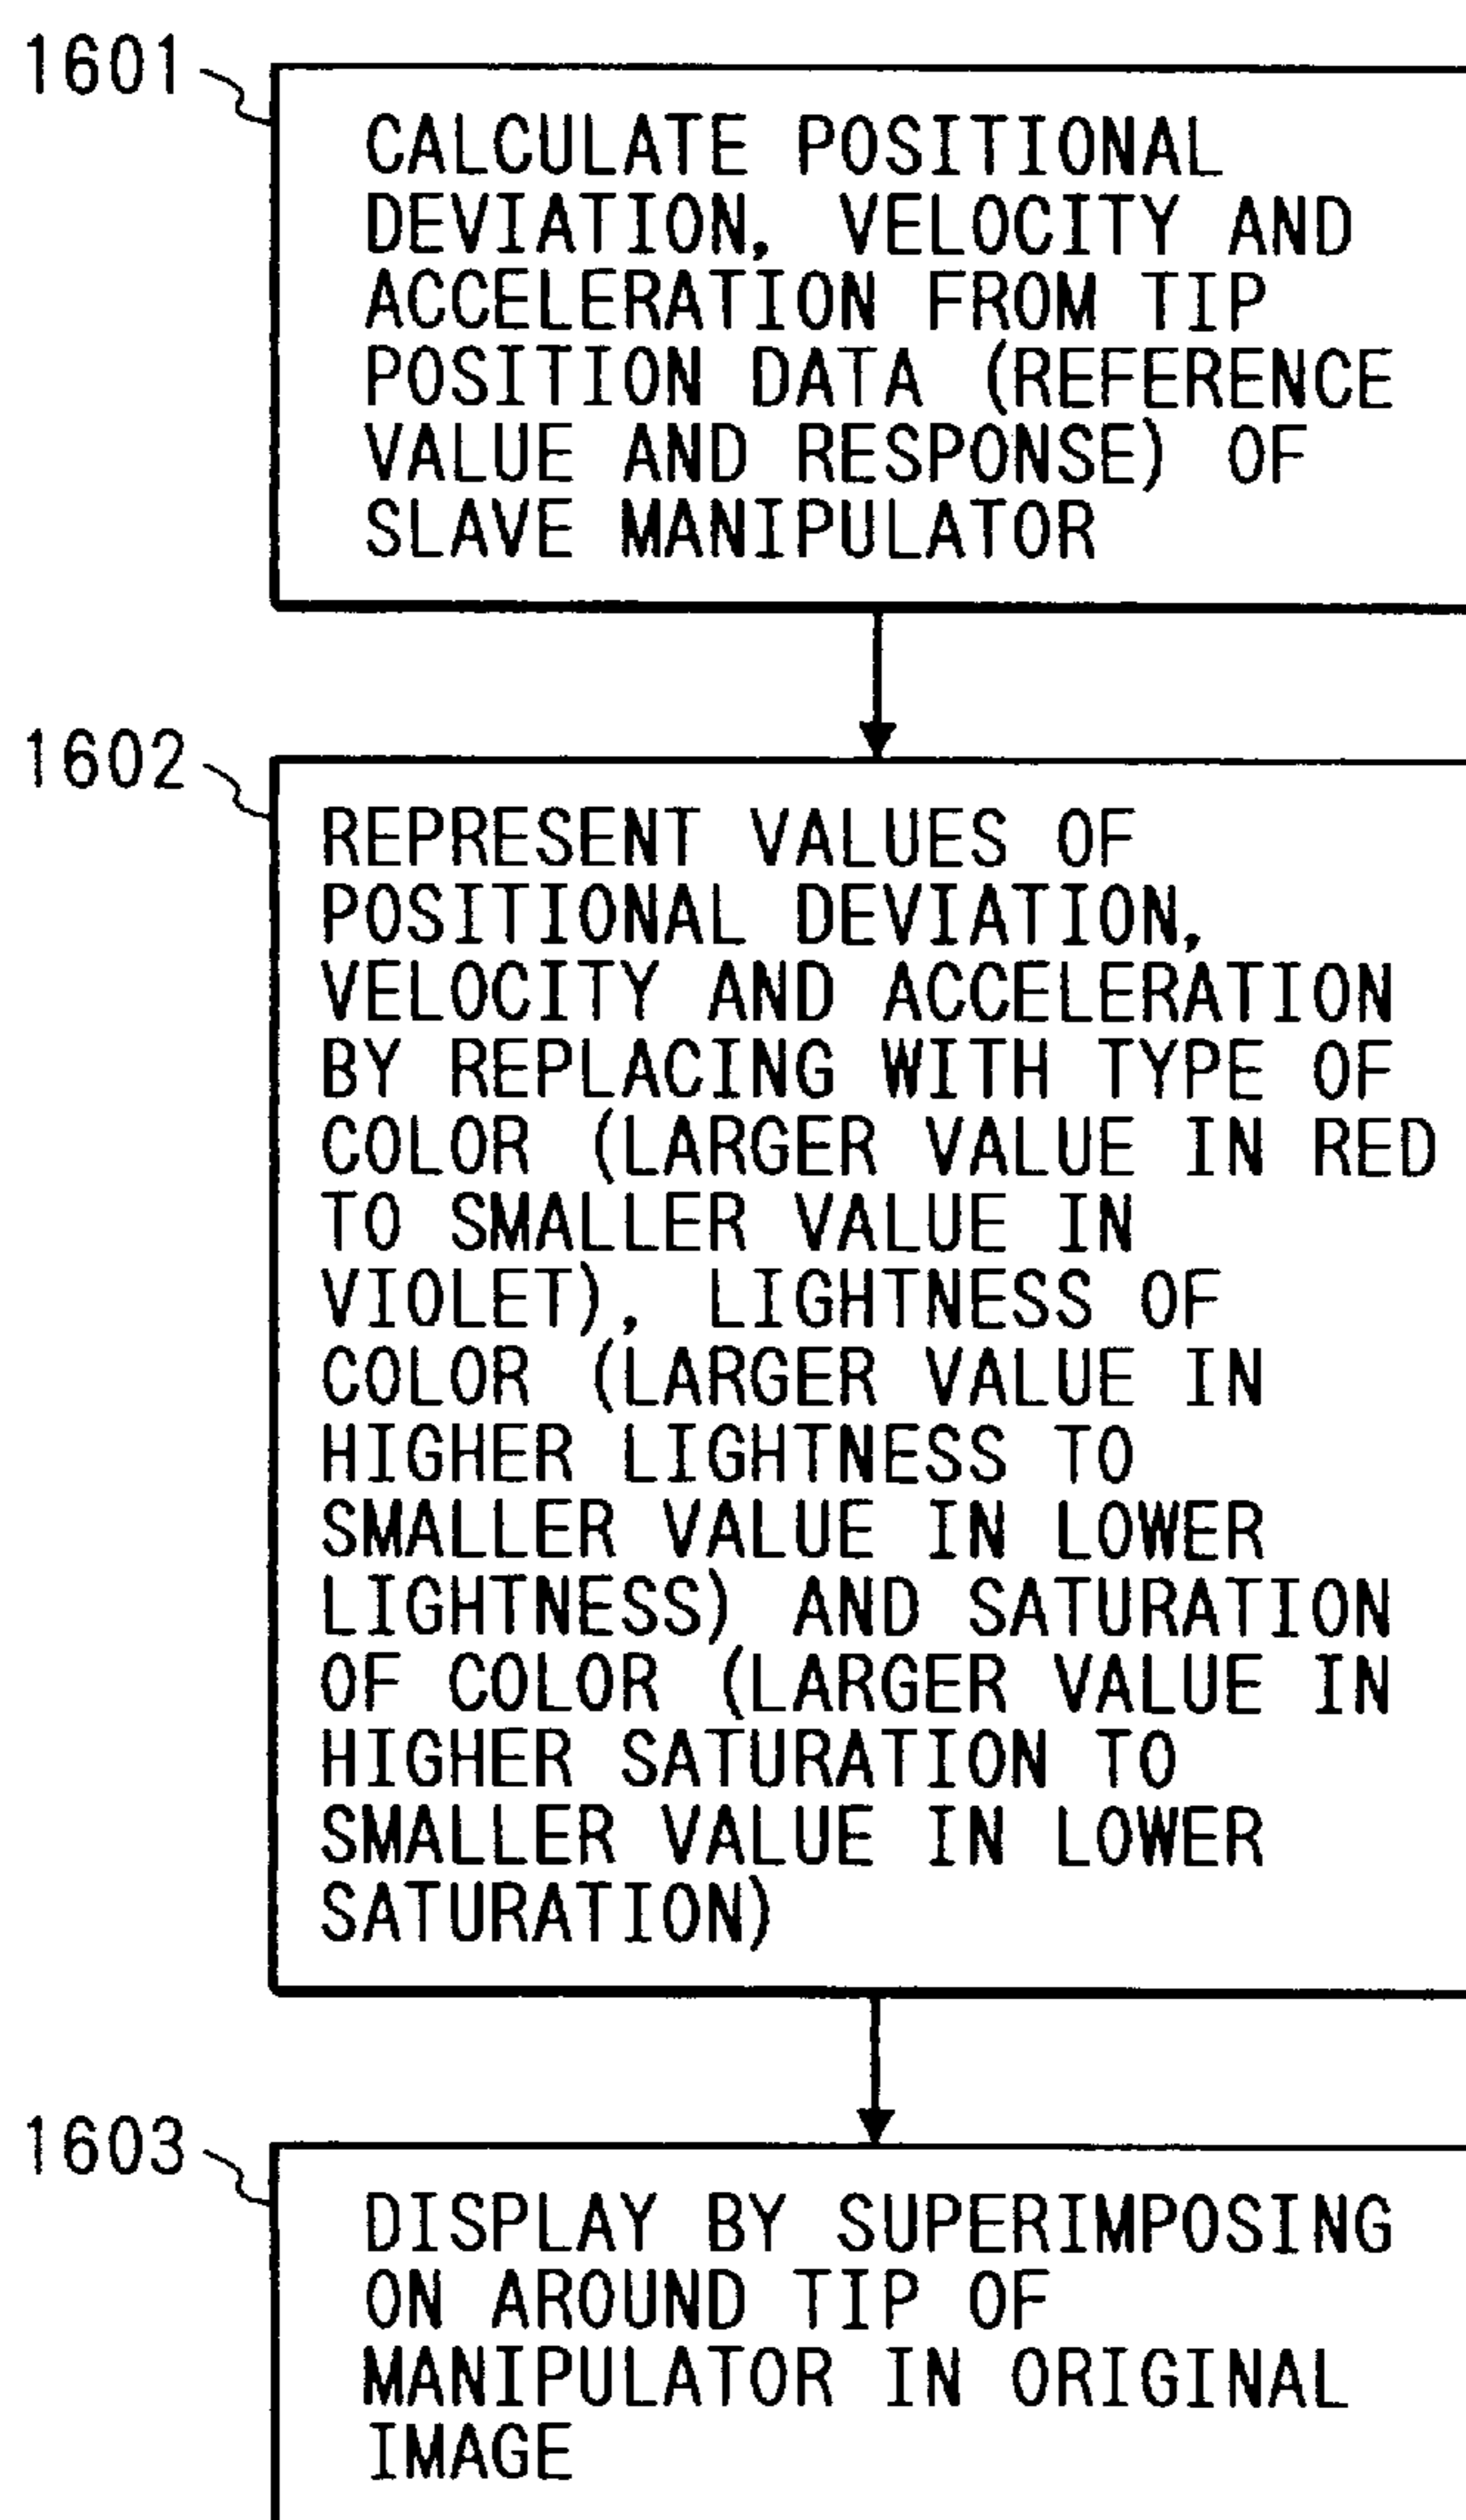 1601
CALCULATE POSITIONAL
DEVIATION, VELOCITY AND
ACCELERATION FROM TIP
POSITION DATA (REFERENCE
VALUE AND RESPONSE) OF
SLAVE MANIPULATOR
1602
REPRESENT VALUES OF
POSITIONAL DEVIATION,
VELOCITY AND ACCELERATION
BY REPLACING WITH TYPE OF
COLOR (LARGER VALUE IN RED
TO SMALLER VALUE IN
VIOLET), LIGHTNESS OF
COLOR (LARGER VALUE IN
HIGHER LIGHTNESS TO
SMALLER VALUE IN LOWER
LIGHTNESS) AND SATURATION
OF COLOR (LARGER VALUE IN
HIGHER SATURATION TO
SMALLER VALUE IN LOWER
SATURATION)
1603
DISPLAY BY SUPERIMPOSING
ON AROUND TIP OF
MANIPULATOR IN ORIGINAL
IMAGE